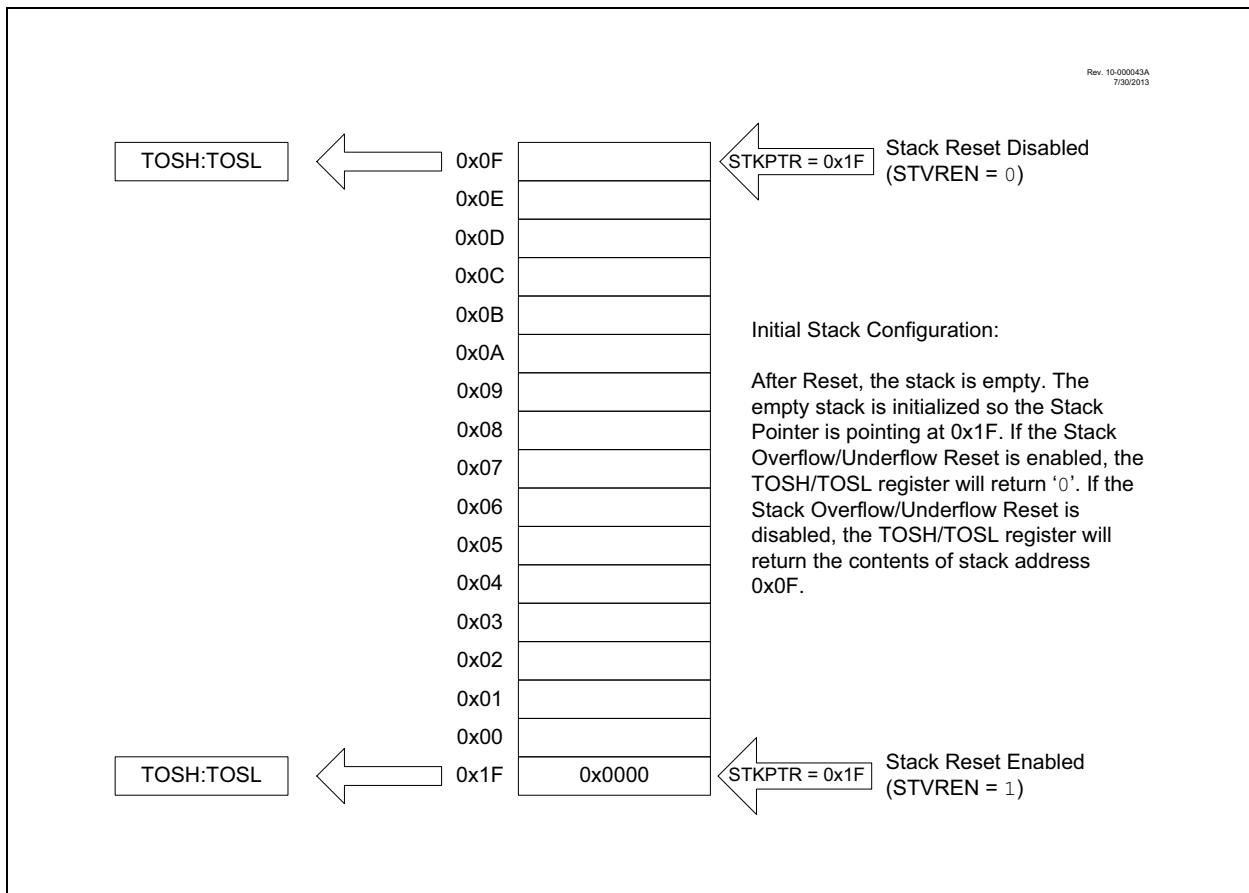 Rev. 10-000043A
7/30/2013
TOSH:TOSL
0x0F
STKPTR = 0x1F
Stack Reset Disabled
(STVREN = 0)
0x0E
0x0D
0x0C
0x0B
0x0A
0x09
0x08
0x07
0x06
0x05
0x04
0x03
0x02
0x01
0x00
Initial Stack Configuration:
After Reset, the stack is empty. The
empty stack is initialized so the Stack
Pointer is pointing at 0x1F. If the Stack
Overflow/Underflow Reset is enabled, the
TOSH/TOSL register will return ‘0’. If the
Stack Overflow/Underflow Reset is
disabled, the TOSH/TOSL register will
return the contents of stack address
0x0F.
TOSH:TOSL
0x1F
0x0000
STKPTR = 0x1F
Stack Reset Enabled
(STVREN = 1)